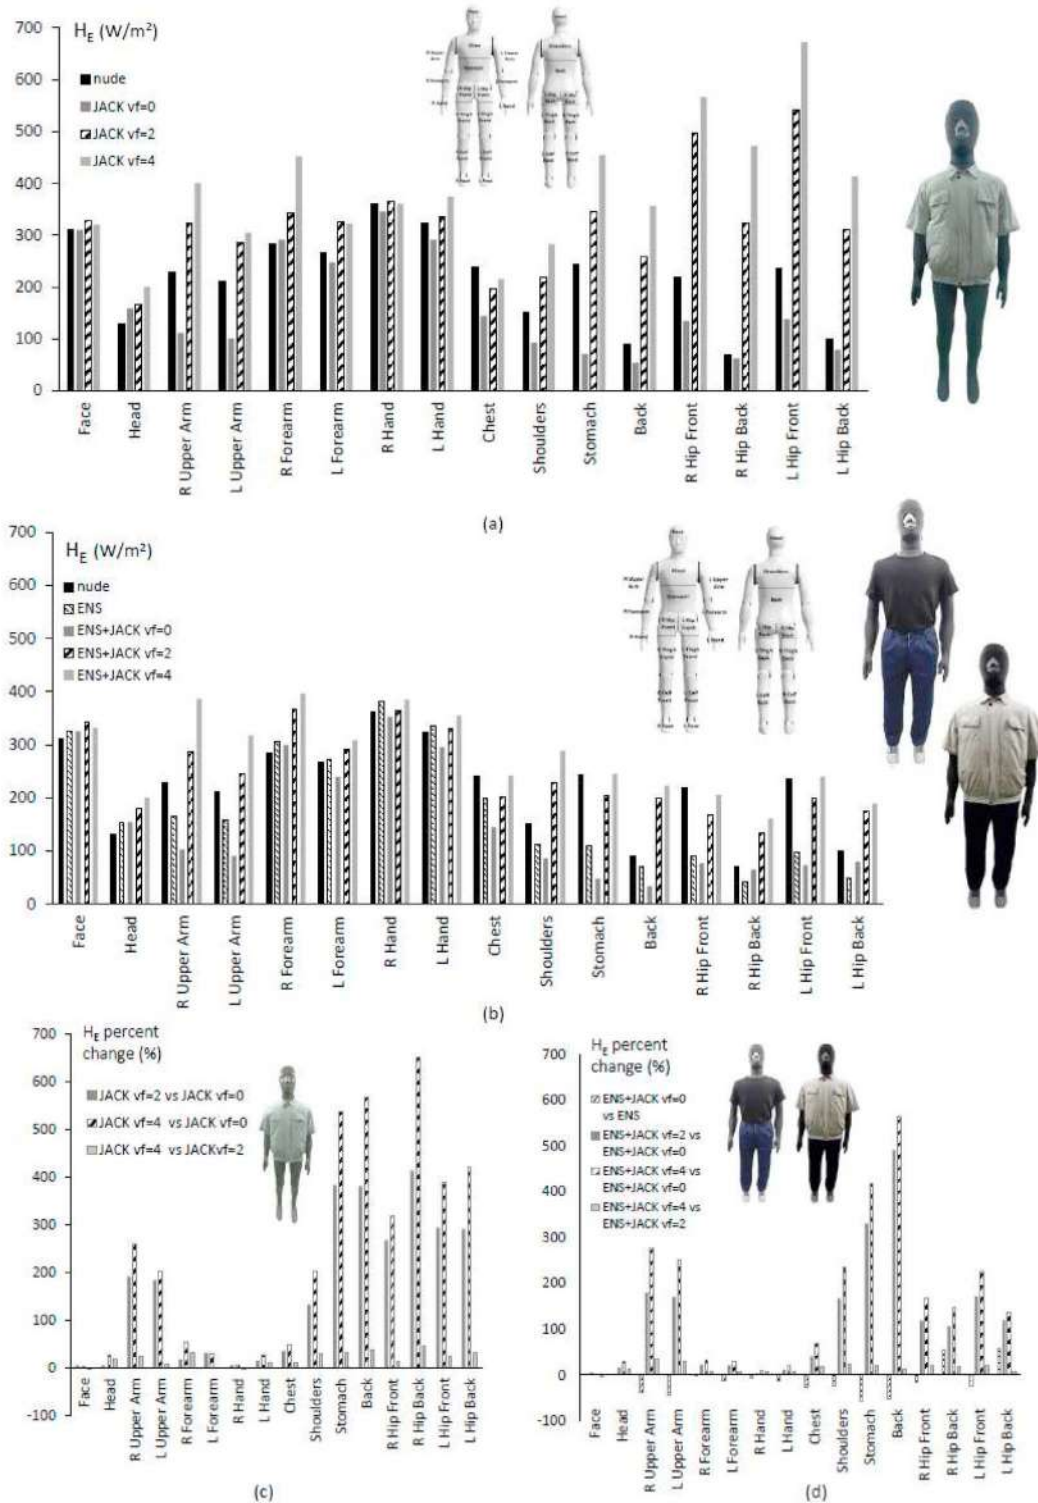 H_E (W/m²)
700
600
500
400
300
200
100
0
nude
JACK vf=0
JACK vf=2
JACK vf=4
Face
Head
R Upper Arm
L Upper Arm
R Forearm
L Forearm
R Hand
L Hand
Chest
Shoulders
Stomach
Back
R Hip Front
R Hip Back
L Hip Front
L Hip Back
(a)
H_E (W/m²)
700
600
500
400
300
200
100
0
nude
ENS
ENS+JACK vf=0
ENS+JACK vf=2
ENS+JACK vf=4
Face
Head
R Upper Arm
L Upper Arm
R Forearm
L Forearm
R Hand
L Hand
Chest
Shoulders
Stomach
Back
R Hip Front
R Hip Back
L Hip Front
L Hip Back
(b)
H_E percent
change (%)
700
600
500
400
300
200
100
0
-100
JACK vf=2 vs JACK vf=0
JACK vf=4 vs JACK vf=0
JACK vf=4 vs JACKvf=2
Face
Head
R Upper Arm
L Upper Arm
R Forearm
L Forearm
R Hand
L Hand
Chest
Shoulders
Stomach
Back
R Hip Front
R Hip Back
L Hip Front
L Hip Back
(c)
H_E percent
change (%)
700
600
500
400
300
200
100
0
-100
ENS+JACK vf=0
vs ENS
ENS+JACK vf=2 vs
ENS+JACK vf=0
ENS+JACK vf=4 vs
ENS+JACK vf=0
ENS+JACK vf=4 vs
ENS+JACK vf=2
Face
Head
R Upper Arm
L Upper Arm
R Forearm
L Forearm
R Hand
L Hand
Chest
Shoulders
Stomach
Back
R Hip Front
R Hip Back
L Hip Front
L Hip Back
(d)